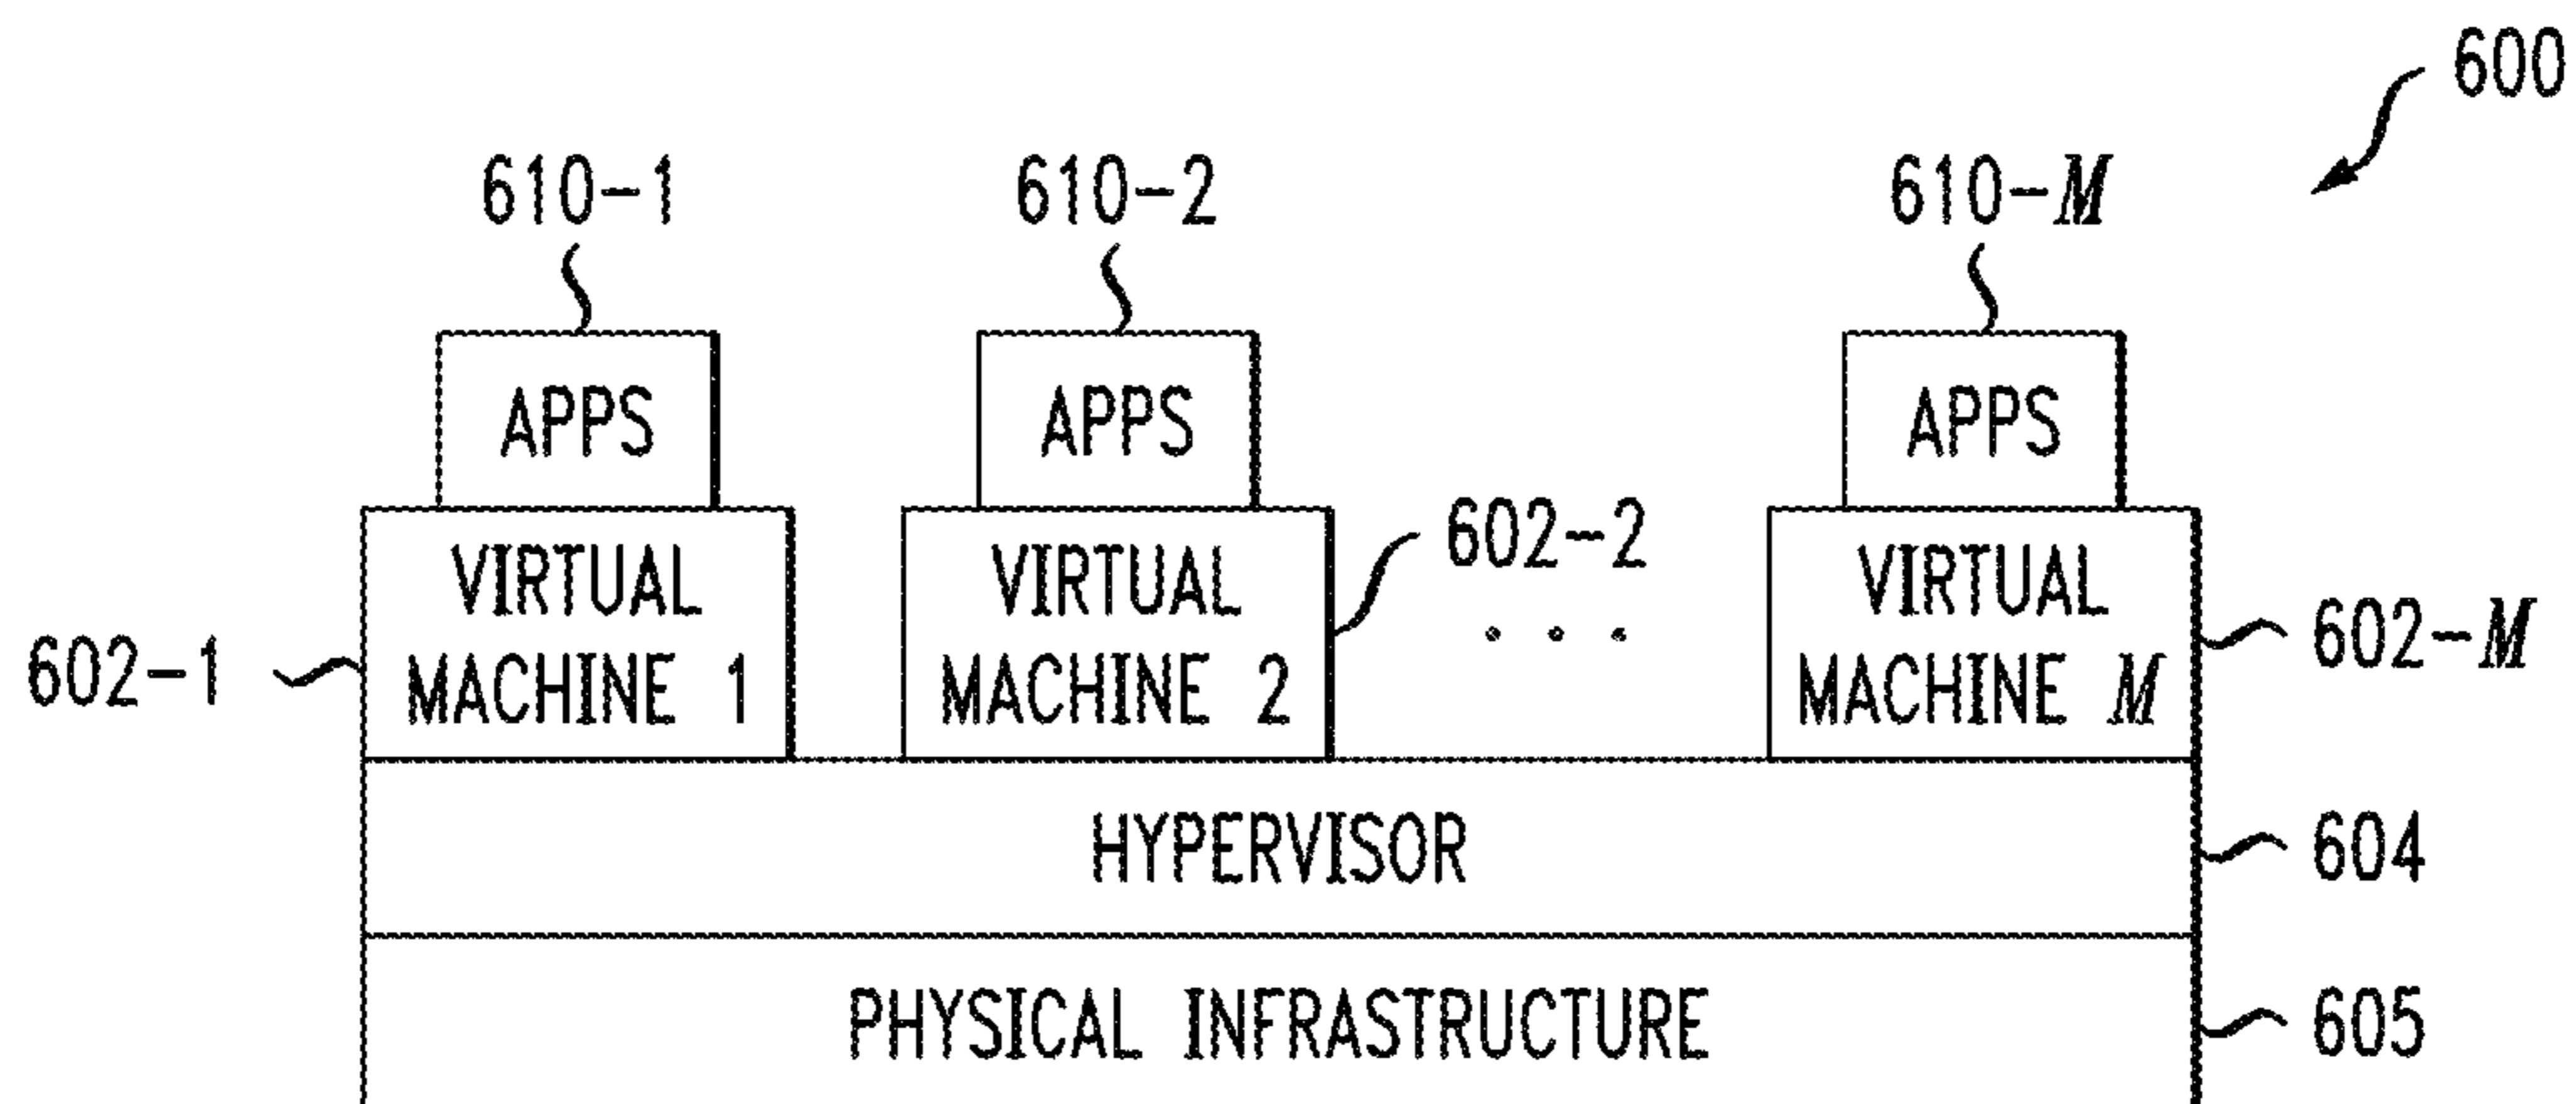 600
610-1
610-2
610-M
APPS
APPS
APPS
602-1
VIRTUAL
MACHINE 1
VIRTUAL
MACHINE 2
602-2
. . .
VIRTUAL
MACHINE M
602-M
HYPERVISOR
604
PHYSICAL INFRASTRUCTURE
605